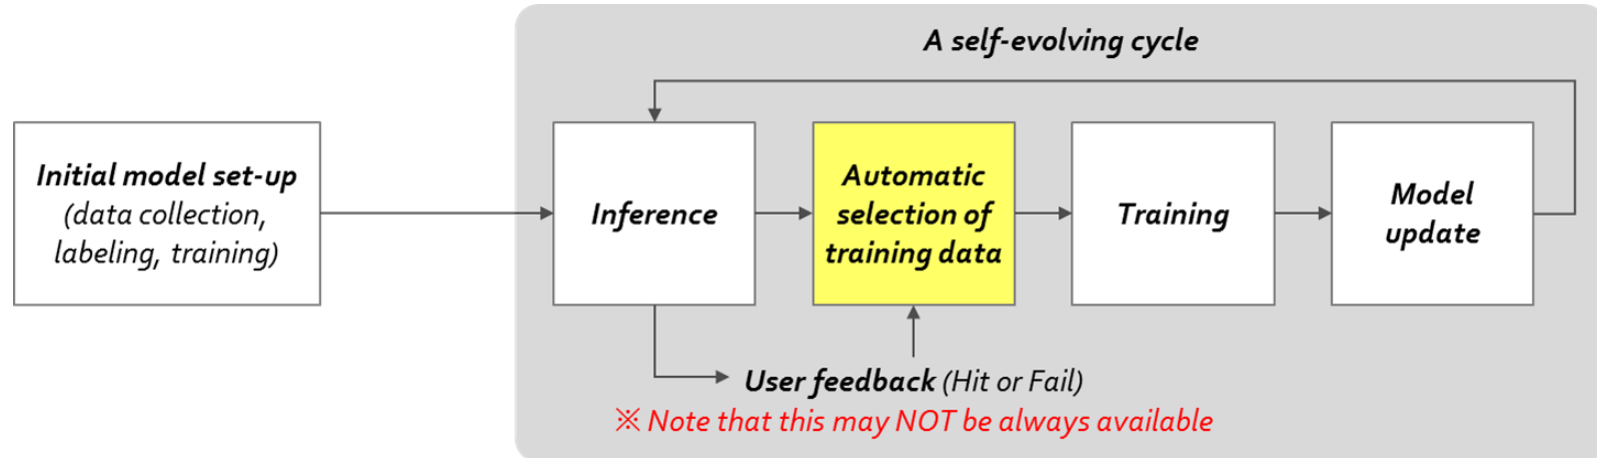 A self-evolving cycle
Initial model set-up
(data collection,
labeling, training)
Inference
Automatic
selection of
training data
Training
Model
update
User feedback (Hit or Fail)
※ Note that this may NOT be always available